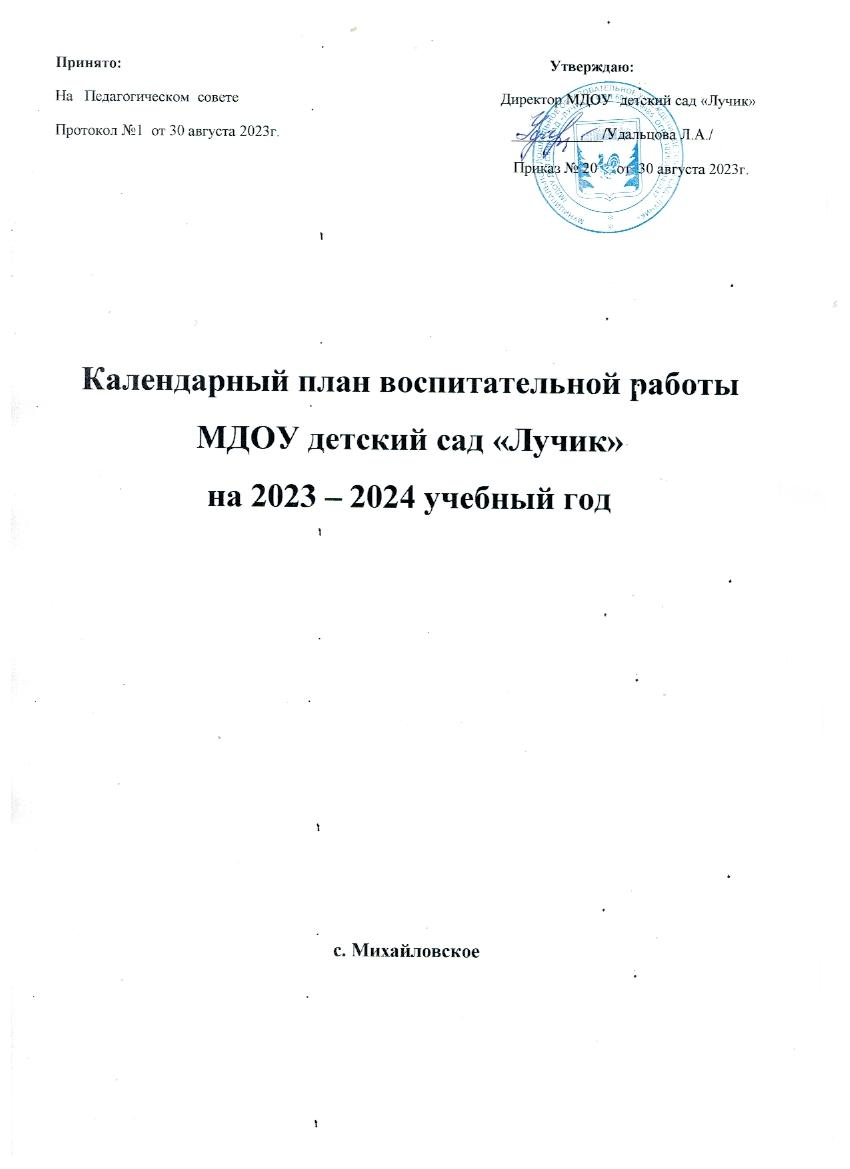 Принято:
На Педагогическом совете
Протокол №1 от 30 августа 2023г.
Утверждаю:
Директор МДОУ детский сад «Лучик»
/Удальцова Л.А./
Приказ № 20 от 30 августа 2023г.
Календарный план воспитательной работы
МДОУ детский сад «Лучик»
на 2023 – 2024 учебный год
с. Михайловское